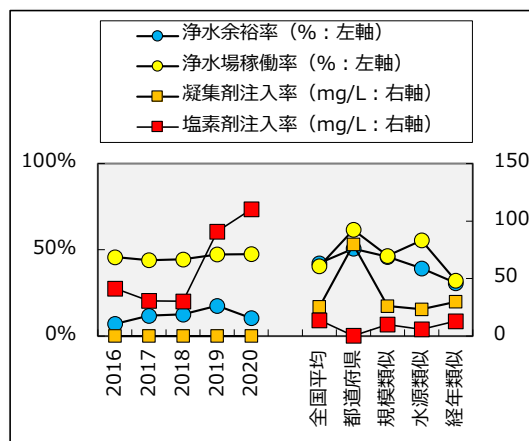 浄水余裕率（%：左軸）
浄水場稼働率（%：左軸）
凝集剤注入率（mg/L：右軸）
塩素剤注入率（mg/L：右軸）
100%
50%
0%
150
100
50
0
2016
2017
2018
2019
2020
全国平均
都道府県
規模類似
水源類似
経年類似